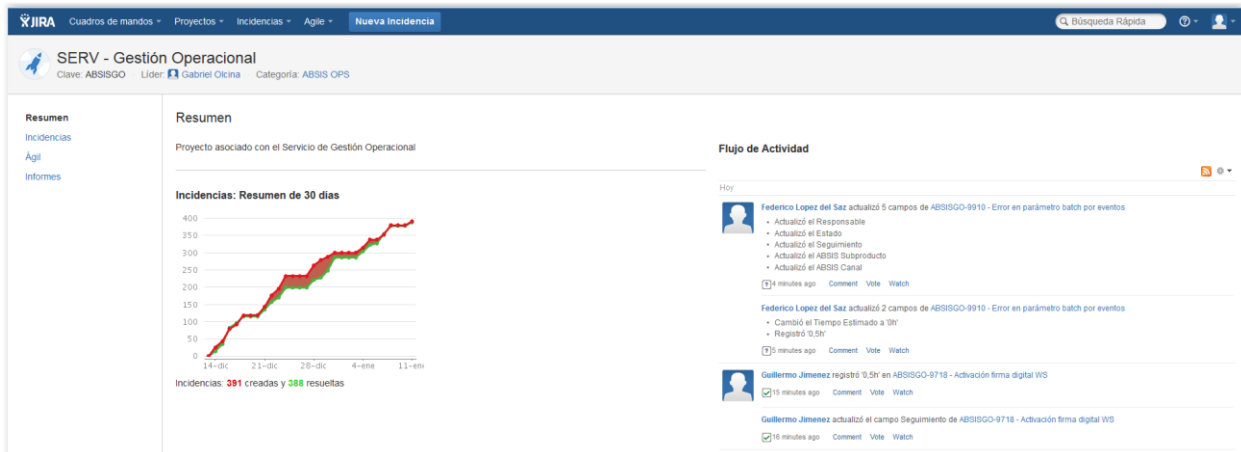 JIRA Cuadros de mandos Proyectos Incidencias Agile Nueva Incidencia Búsqueda Rápida
SERV - Gestión Operacional
Clave: ABSISGO Líder: Gabriel Olcina Categoría: ABSIS OPS
Resumen
Incidencias
Ágil
Informes
Resumen
Proyecto asociado con el Servicio de Gestión Operacional
Incidencias: Resumen de 30 días
400
350
300
250
200
150
100
50
0
14-dic 21-dic 28-dic 4-ene 11-ene
Incidencias: 391 creadas y 388 resueltas
Flujo de Actividad
Hoy
Federico Lopez del Saz actualizó 5 campos de ABSISGO-9910 - Error en parámetro batch por eventos
• Actualizó el Responsable
• Actualizó el Estado
• Actualizó el Seguimiento
• Actualizó el ABSIS Subproducto
• Actualizó el ABSIS Canal
4 minutes ago Comment Vote Watch
Federico Lopez del Saz actualizó 2 campos de ABSISGO-9910 - Error en parámetro batch por eventos
• Cambió el Tiempo Estimado a '0h'
• Registró '0,5h'
5 minutes ago Comment Vote Watch
Guillermo Jimenez registró '0,5h' en ABSISGO-9718 - Activación firma digital WS
15 minutes ago Comment Vote Watch
Guillermo Jimenez actualizó el campo Seguimiento de ABSISGO-9718 - Activación firma digital WS
16 minutes ago Comment Vote Watch